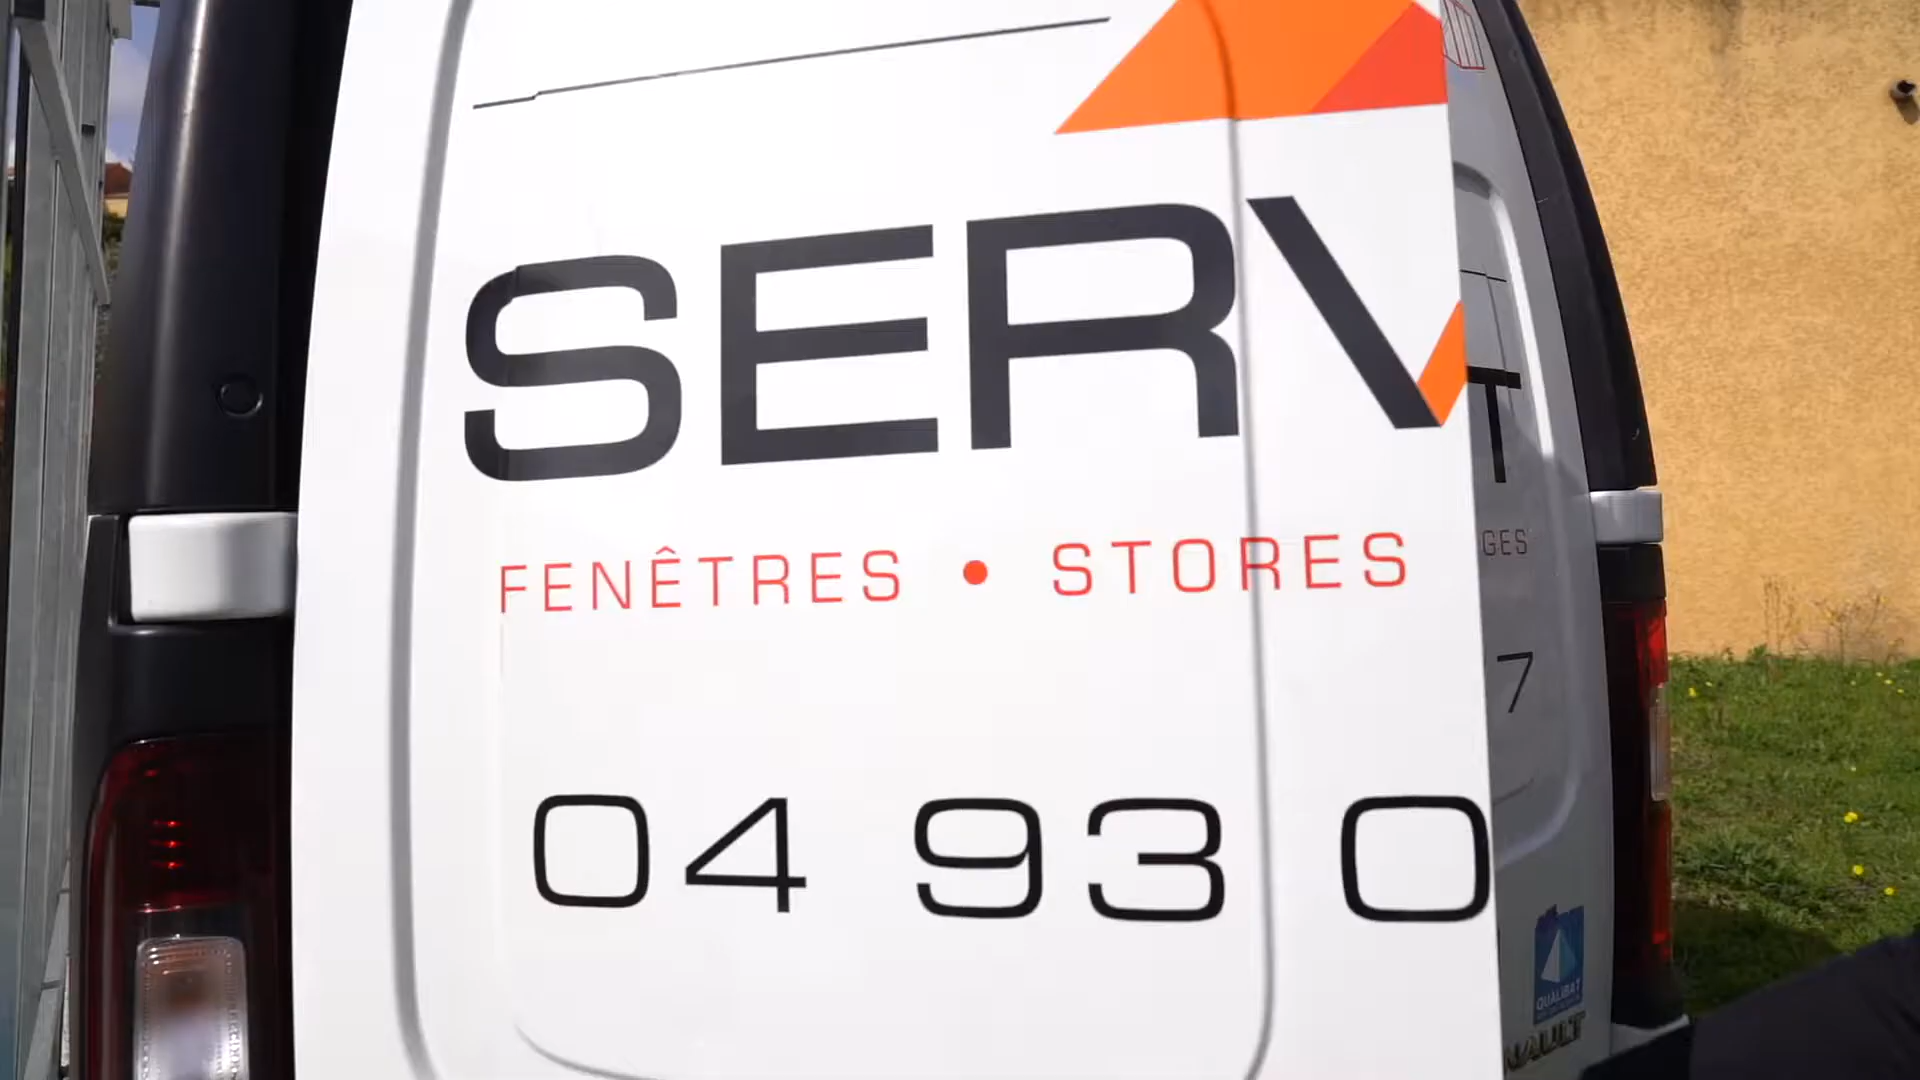 SERV
FENÊTRES • STORES
04 93 0
T
GES
7
QUALIBAT